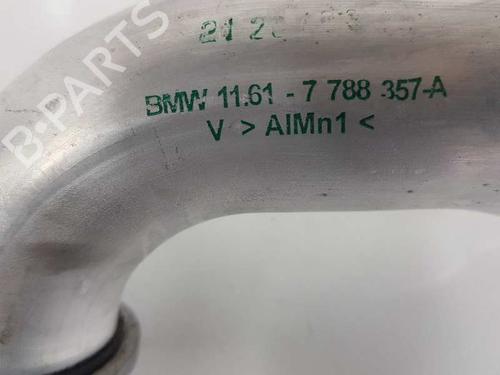 BMW 11.61 - 7 788 357-A
V > AlMn1 <
B-PARTS